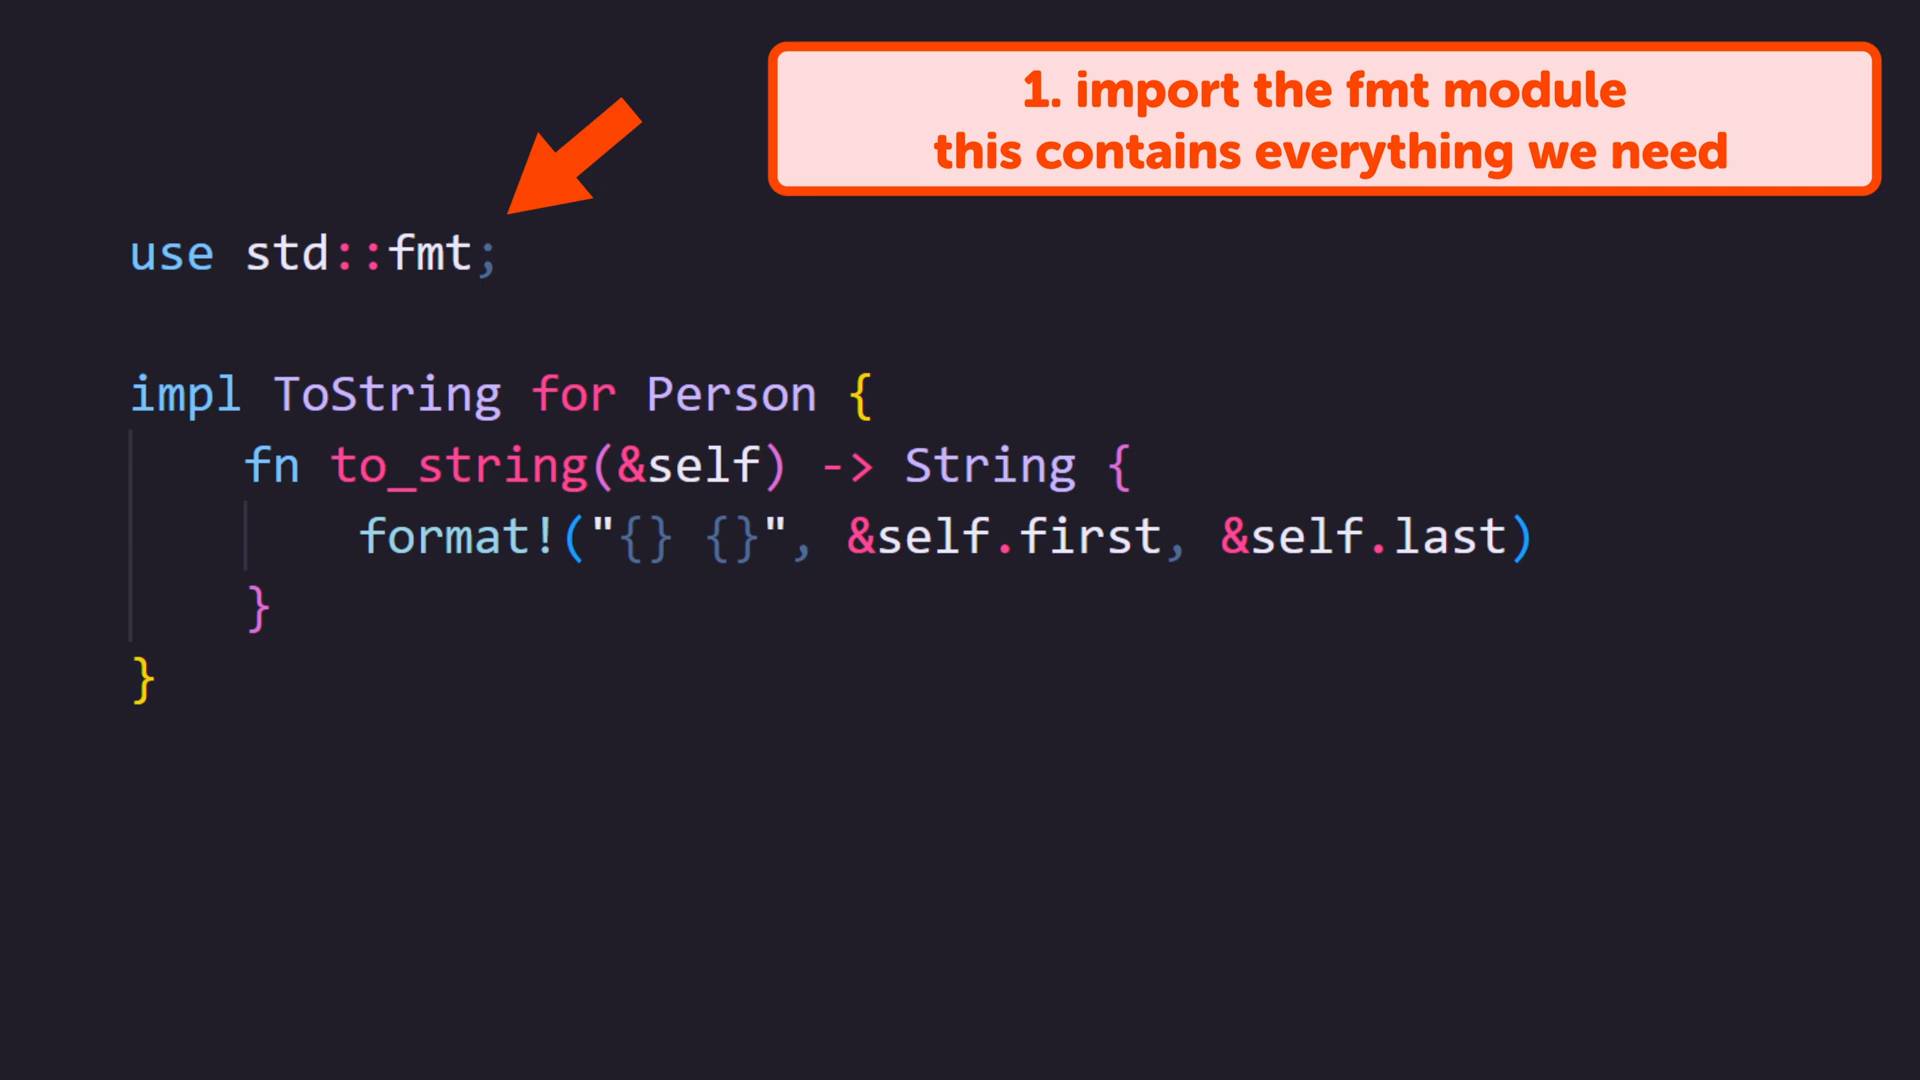 1. import the fmt module
this contains everything we need
use std::fmt;
impl ToString for Person {
fn to_string(&self) -> String {
format!("{} {}", &self.first, &self.last)
}
}